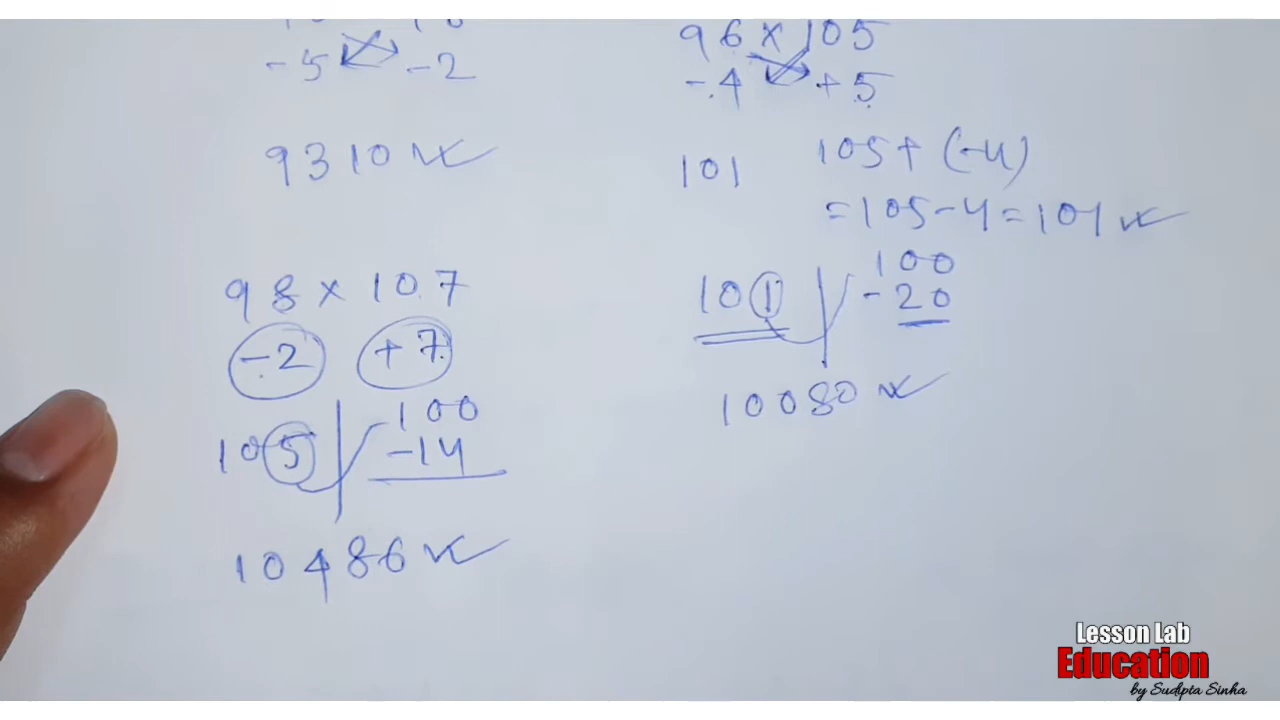 -5 -2
9310
98 x 107
-2 +7
105 100
-14
10486
96 x 105
-4 +5
101 105+ (-4)
=105-4=101
101 100
-20
10080
Lesson Lab
Education
by Sudipta Sinha